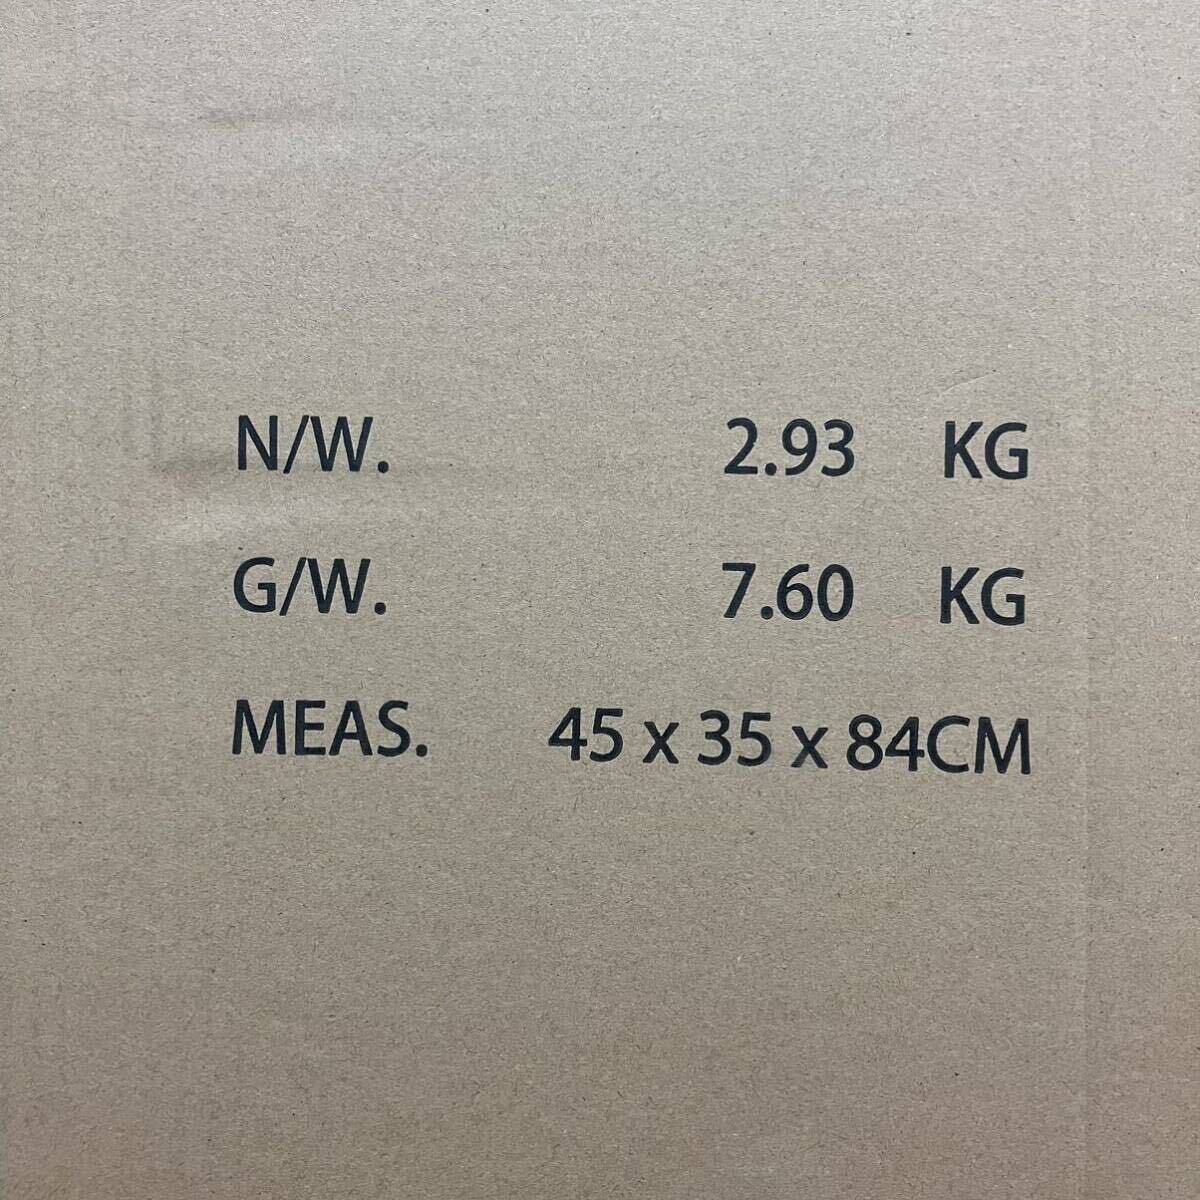 N/W. 2.93 KG
G/W. 7.60 KG
MEAS. 45 x 35 x 84CM